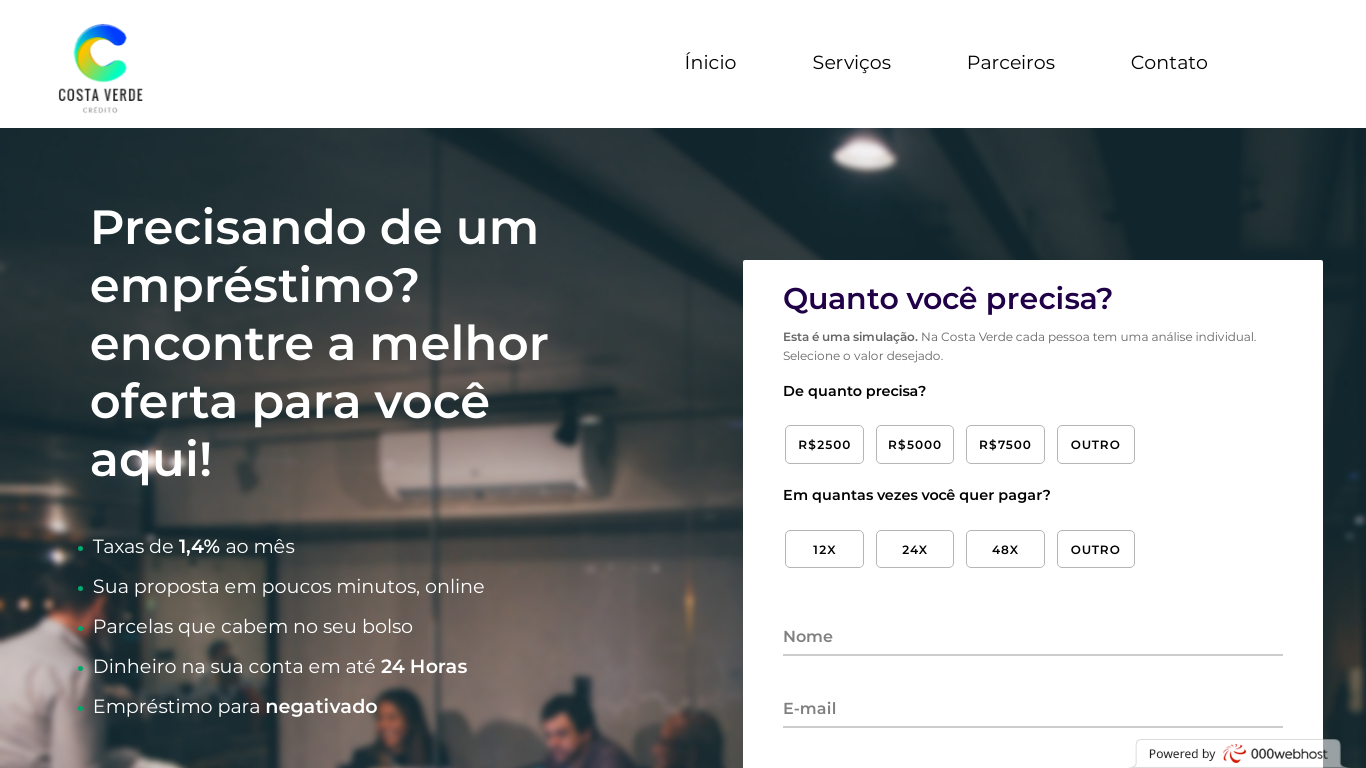 COSTA VERDE
CRÉDITO
Ínicio
Serviços
Parceiros
Contato
Precisando de um
empréstimo?
encontre a melhor
oferta para você
aqui!
Taxas de 1,4% ao mês
Sua proposta em poucos minutos, online
Parcelas que cabem no seu bolso
Dinheiro na sua conta em até 24 Horas
Empréstimo para negativado
Quanto você precisa?
Esta é uma simulação. Na Costa Verde cada pessoa tem uma análise individual.
Selecione o valor desejado.
De quanto precisa?
R$2500
R$5000
R$7500
OUTRO
Em quantas vezes você quer pagar?
12X
24X
48X
OUTRO
Nome
E-mail
Powered by 000webhost